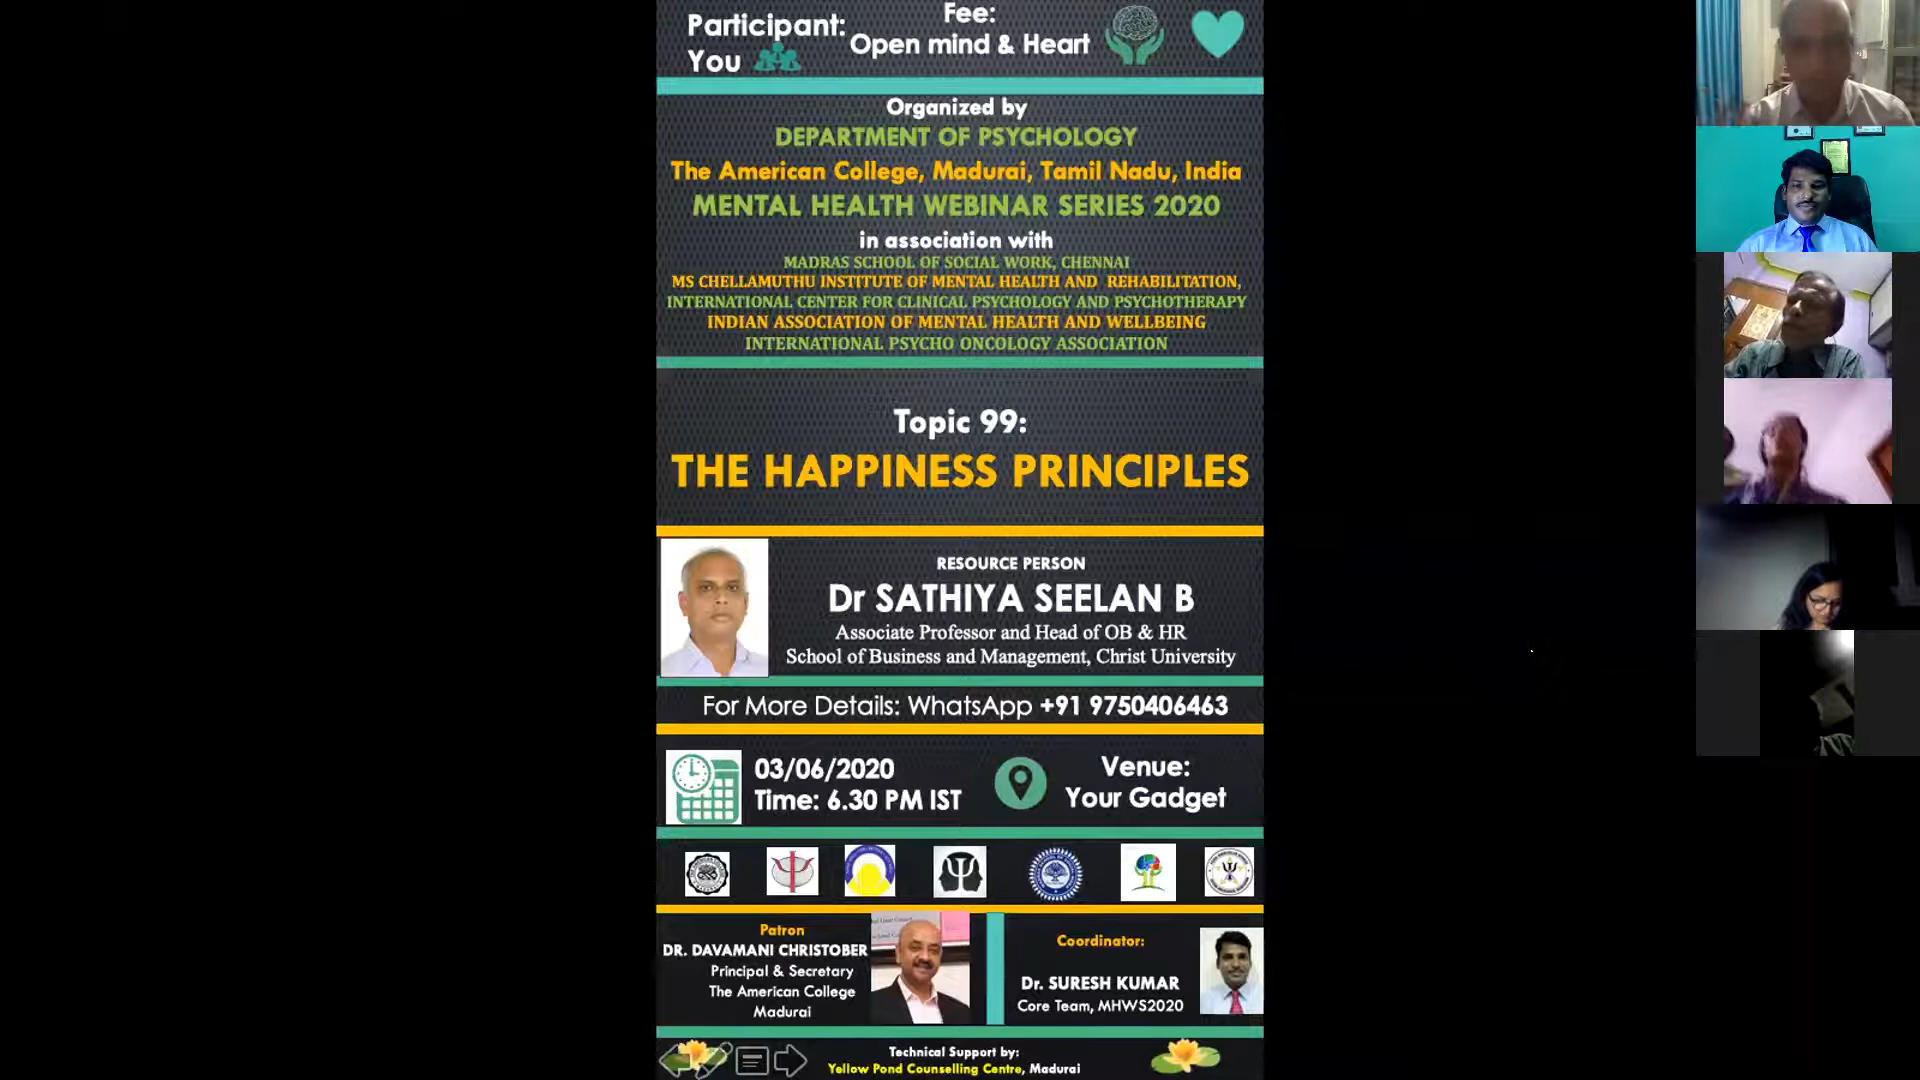 Participant:
You
Fee:
Open mind & Heart
Organized by
DEPARTMENT OF PSYCHOLOGY
The American College, Madurai, Tamil Nadu, India
MENTAL HEALTH WEBINAR SERIES 2020
in association with
MADRAS SCHOOL OF SOCIAL WORK, CHENNAI
MS CHELLAMUTHU INSTITUTE OF MENTAL HEALTH AND REHABILITATION,
INTERNATIONAL CENTER FOR CLINICAL PSYCHOLOGY AND PSYCHOTHERAPY
INDIAN ASSOCIATION OF MENTAL HEALTH AND WELLBEING
INTERNATIONAL PSYCHO ONCOLOGY ASSOCIATION
Topic 99:
THE HAPPINESS PRINCIPLES
RESOURCE PERSON
Dr SATHIYA SEELAN B
Associate Professor and Head of OB & HR
School of Business and Management, Christ University
For More Details: WhatsApp +91 9750406463
03/06/2020
Time: 6.30 PM IST
Venue:
Your Gadget
Patron
DR. DAVAMANI CHRISTOBER
Principal & Secretary
The American College
Madurai
Coordinator:
Dr. SURESH KUMAR
Core Team, MHWS2020
Technical Support by:
Yellow Pond Counselling Centre, Madurai